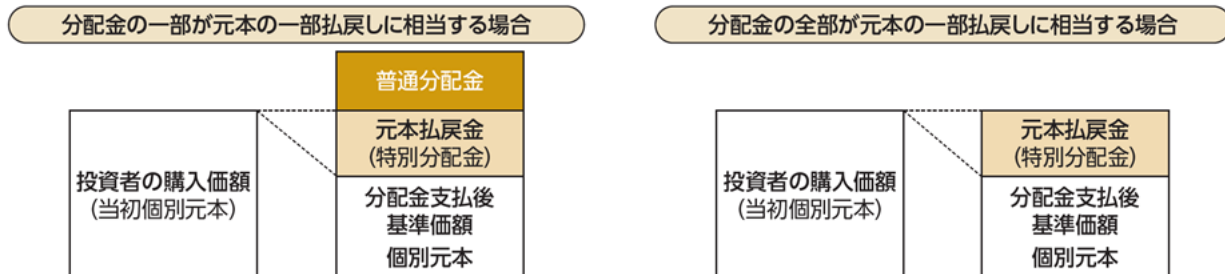 分配金の一部が元本の一部払戻しに相当する場合
普通分配金
元本払戻金
(特別分配金)
投資者の購入価額
(当初個別元本)
分配金支払後
基準価額
個別元本
分配金の全部が元本の一部払戻しに相当する場合
元本払戻金
(特別分配金)
投資者の購入価額
(当初個別元本)
分配金支払後
基準価額
個別元本